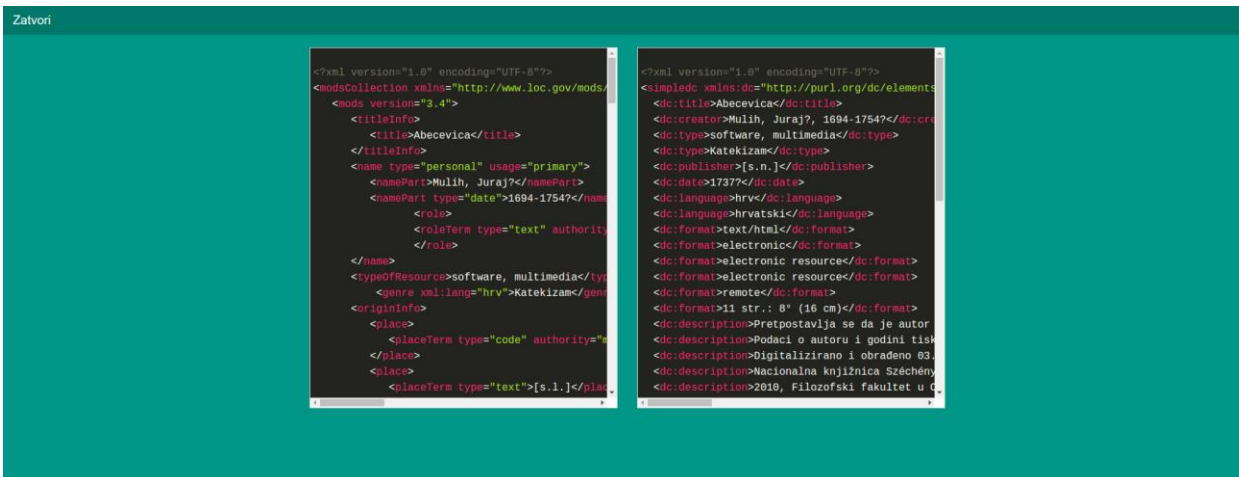 Zatvori
<?xml version="1.0" encoding="UTF-8"?>
<modsCollection xmlns="http://www.loc.gov/mods/
<mods version="3.4">
<titleInfo>
<title>Abecevica</title>
</titleInfo>
<name type="personal" usage="primary">
<namePart>Mulih, Juraj?</namePart>
<namePart type="date">1694-1754?</name
<role>
<roleTerm type="text" authority
</role>
</name>
<typeOfResource>software, multimedia</typ
<genre xml:lang="hrv">Katekizam</genr
<originInfo>
<place>
<placeTerm type="code" authority="m
</place>
<place>
<placeTerm type="text">[s.l.]</plac
<?xml version="1.0" encoding="UTF-8"?>
<simpledc xmlns:dc="http://purl.org/dc/elements
<dc:title>Abecevica</dc:title>
<dc:creator>Mulih, Juraj?, 1694-1754?</dc:cre
<dc:type>software, multimedia</dc:type>
<dc:type>Katekizam</dc:type>
<dc:publisher>[s.n.]</dc:publisher>
<dc:date>1737?</dc:date>
<dc:language>hrv</dc:language>
<dc:language>hrvatski</dc:language>
<dc:format>text/html</dc:format>
<dc:format>electronic</dc:format>
<dc:format>electronic resource</dc:format>
<dc:format>electronic resource</dc:format>
<dc:format>remote</dc:format>
<dc:format>11 str.: 8° (16 cm)</dc:format>
<dc:description>Pretpostavlja se da je autor
<dc:description>Podaci o autoru i godini tisk
<dc:description>Digitalizirano i obrađeno 03.
<dc:description>Nacionalna knjižnica Széchény
<dc:description>2010, Filozofski fakultet u O